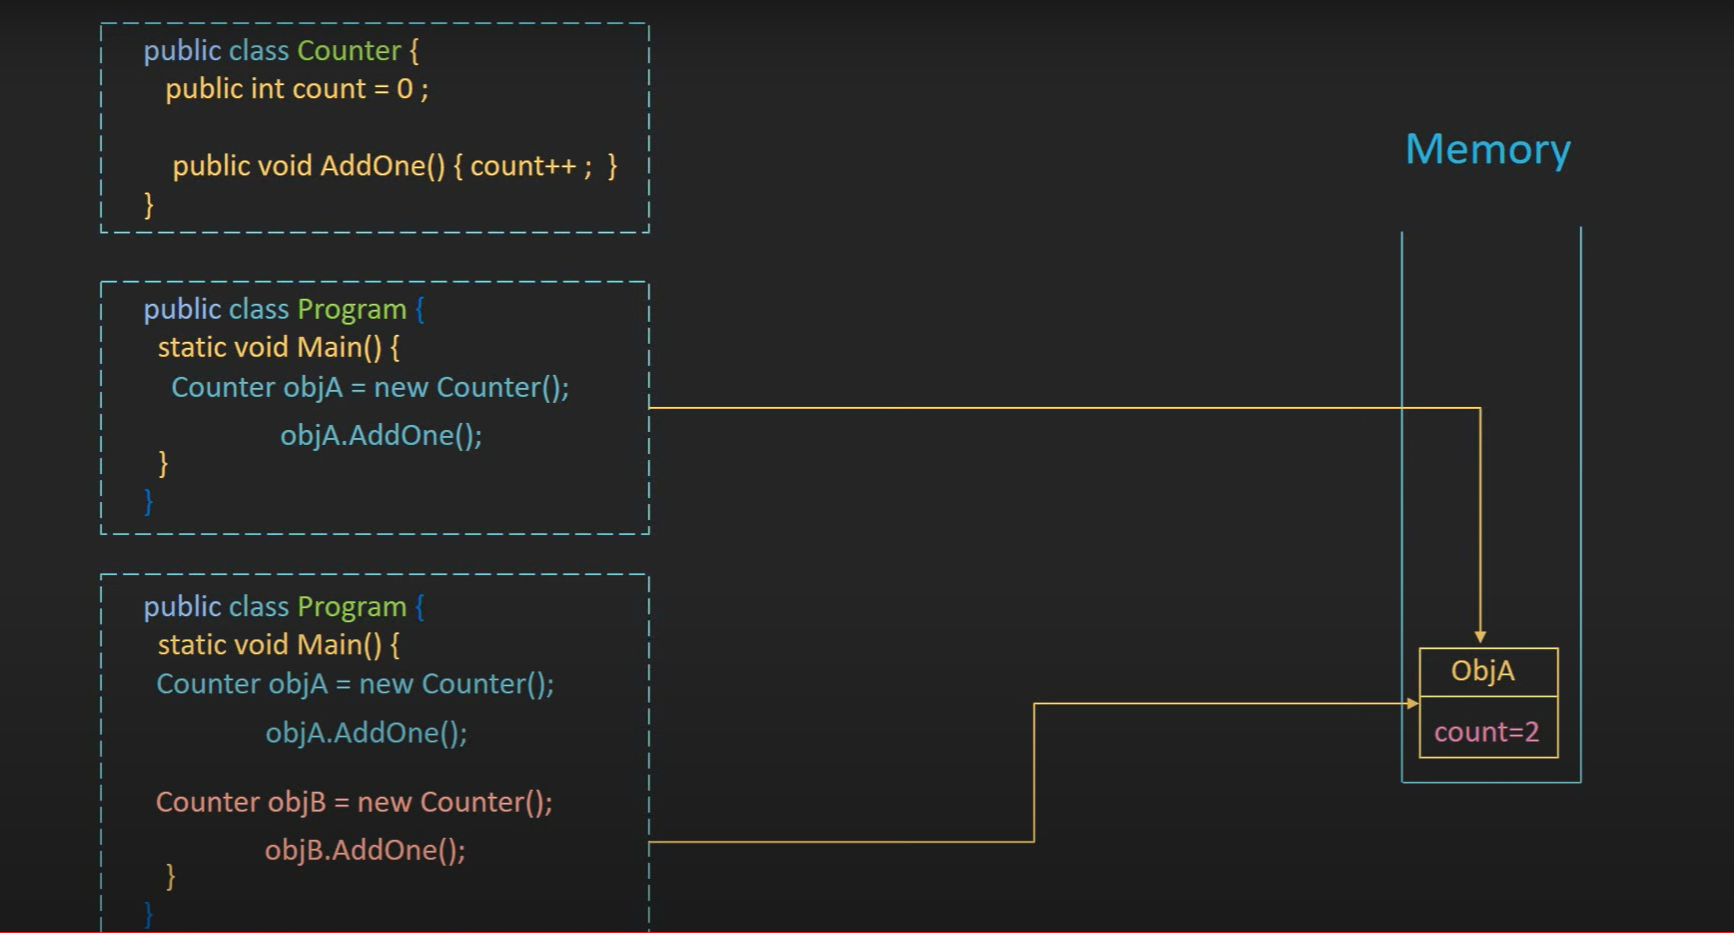 public class Counter {
public int count = 0 ;
public void AddOne() { count++ ; }
}
public class Program {
static void Main() {
Counter objA = new Counter();
objA.AddOne();
}
}
public class Program {
static void Main() {
Counter objA = new Counter();
objA.AddOne();
Counter objB = new Counter();
objB.AddOne();
}
}
Memory
ObjA
count=2